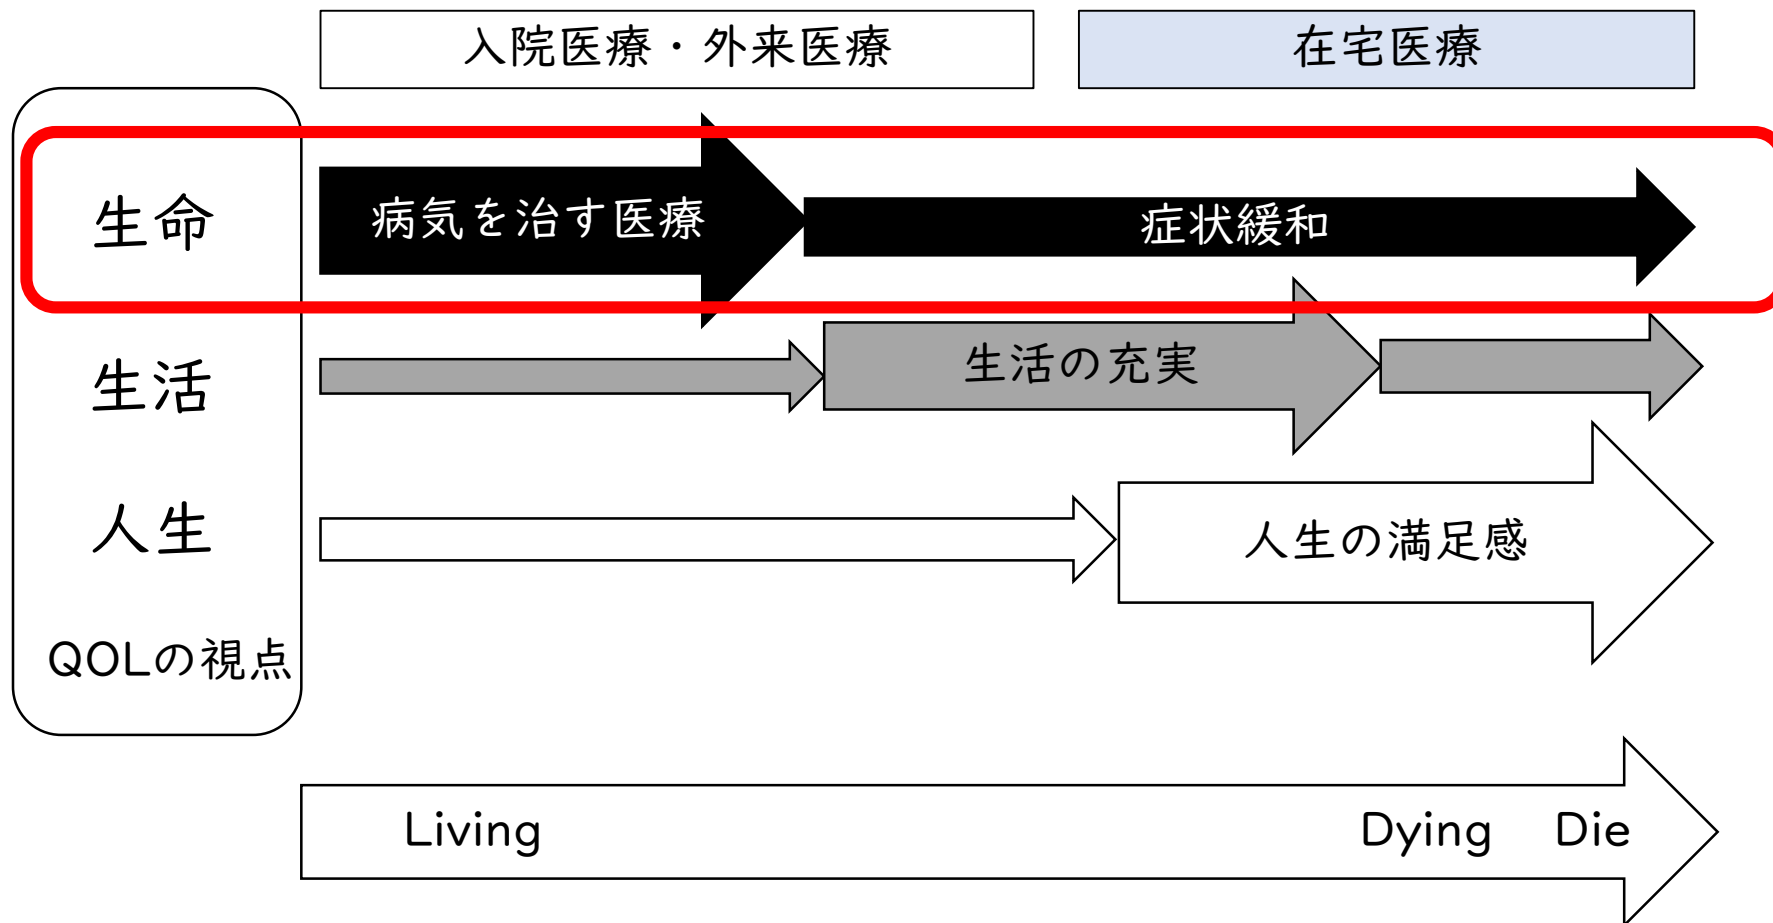 入院医療・外来医療
在宅医療
生命
病気を治す医療
症状緩和
生活
生活の充実
人生
人生の満足感
QOLの視点
Living
Dying
Die